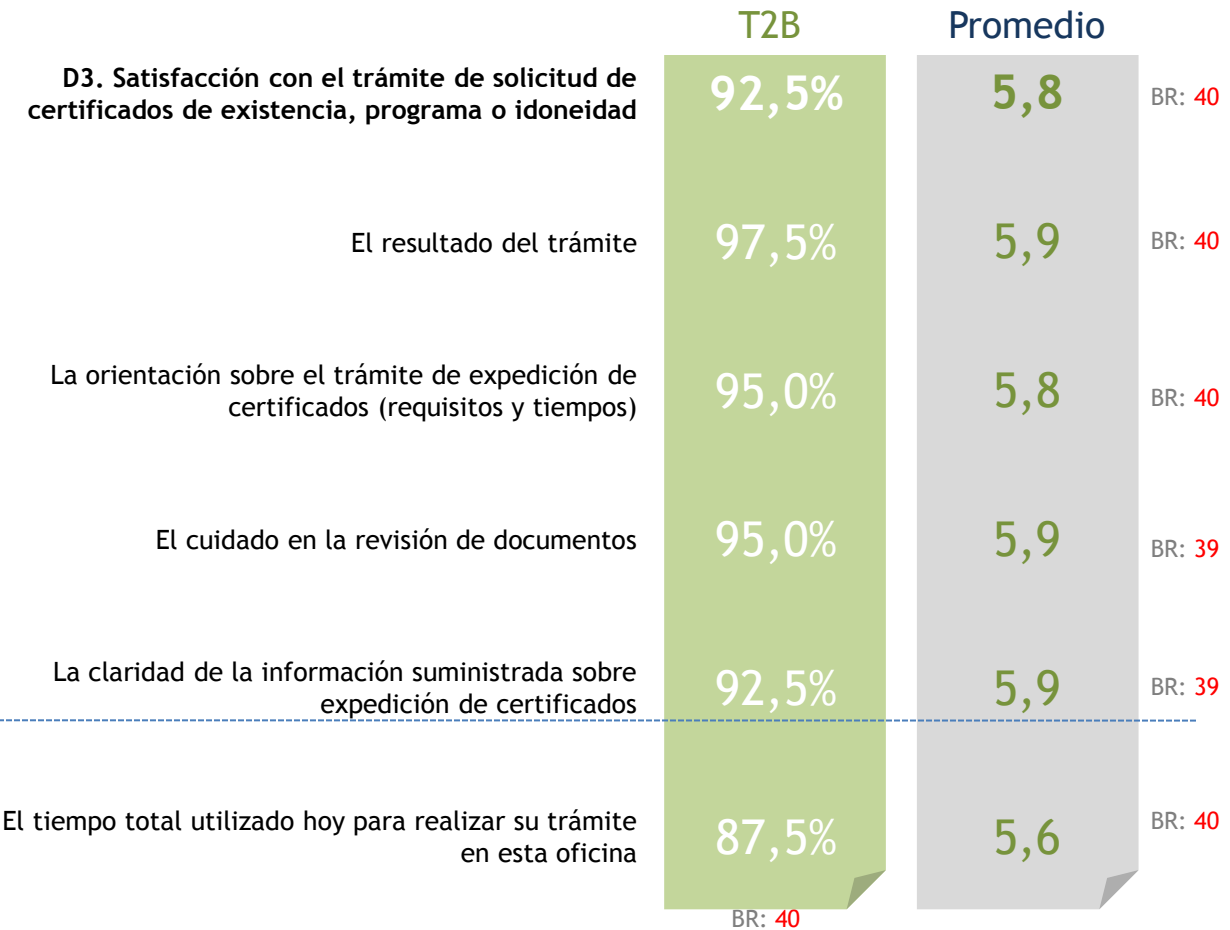 T2B Promedio
D3. Satisfacción con el trámite de solicitud de
certificados de existencia, programa o idoneidad
92,5% 5,8 BR: 40
El resultado del trámite 97,5% 5,9 BR: 40
La orientación sobre el trámite de expedición de
certificados (requisitos y tiempos)
95,0% 5,8 BR: 40
El cuidado en la revisión de documentos 95,0% 5,9 BR: 39
La claridad de la información suministrada sobre
expedición de certificados
92,5% 5,9 BR: 39
El tiempo total utilizado hoy para realizar su trámite
en esta oficina
87,5% 5,6 BR: 40
BR: 40